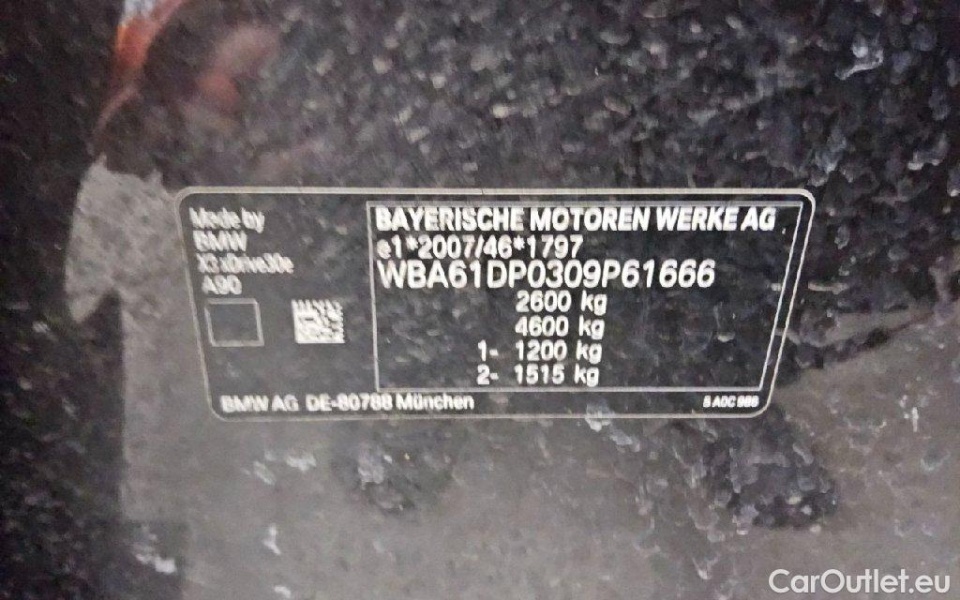 Made by
BMW
X3 xDrive30e
A90
BAYERISCHE MOTOREN WERKE AG
e1*2007/46*1797
WBA61DP0309P61666
2600 kg
4600 kg
1- 1200 kg
2- 1515 kg
BMW AG DE-80788 München
CarOutlet.eu